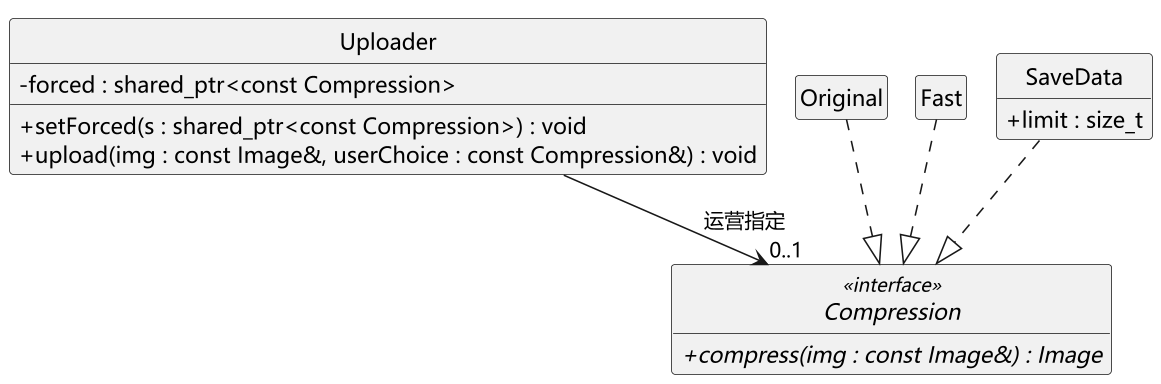 Uploader
-forced : shared_ptr<const Compression>
+setForced(s : shared_ptr<const Compression>) : void
+upload(img : const Image&, userChoice : const Compression&) : void
Original
Fast
SaveData
+limit : size_t
运营指定
0..1
«interface»
Compression
+compress(img : const Image&) : Image